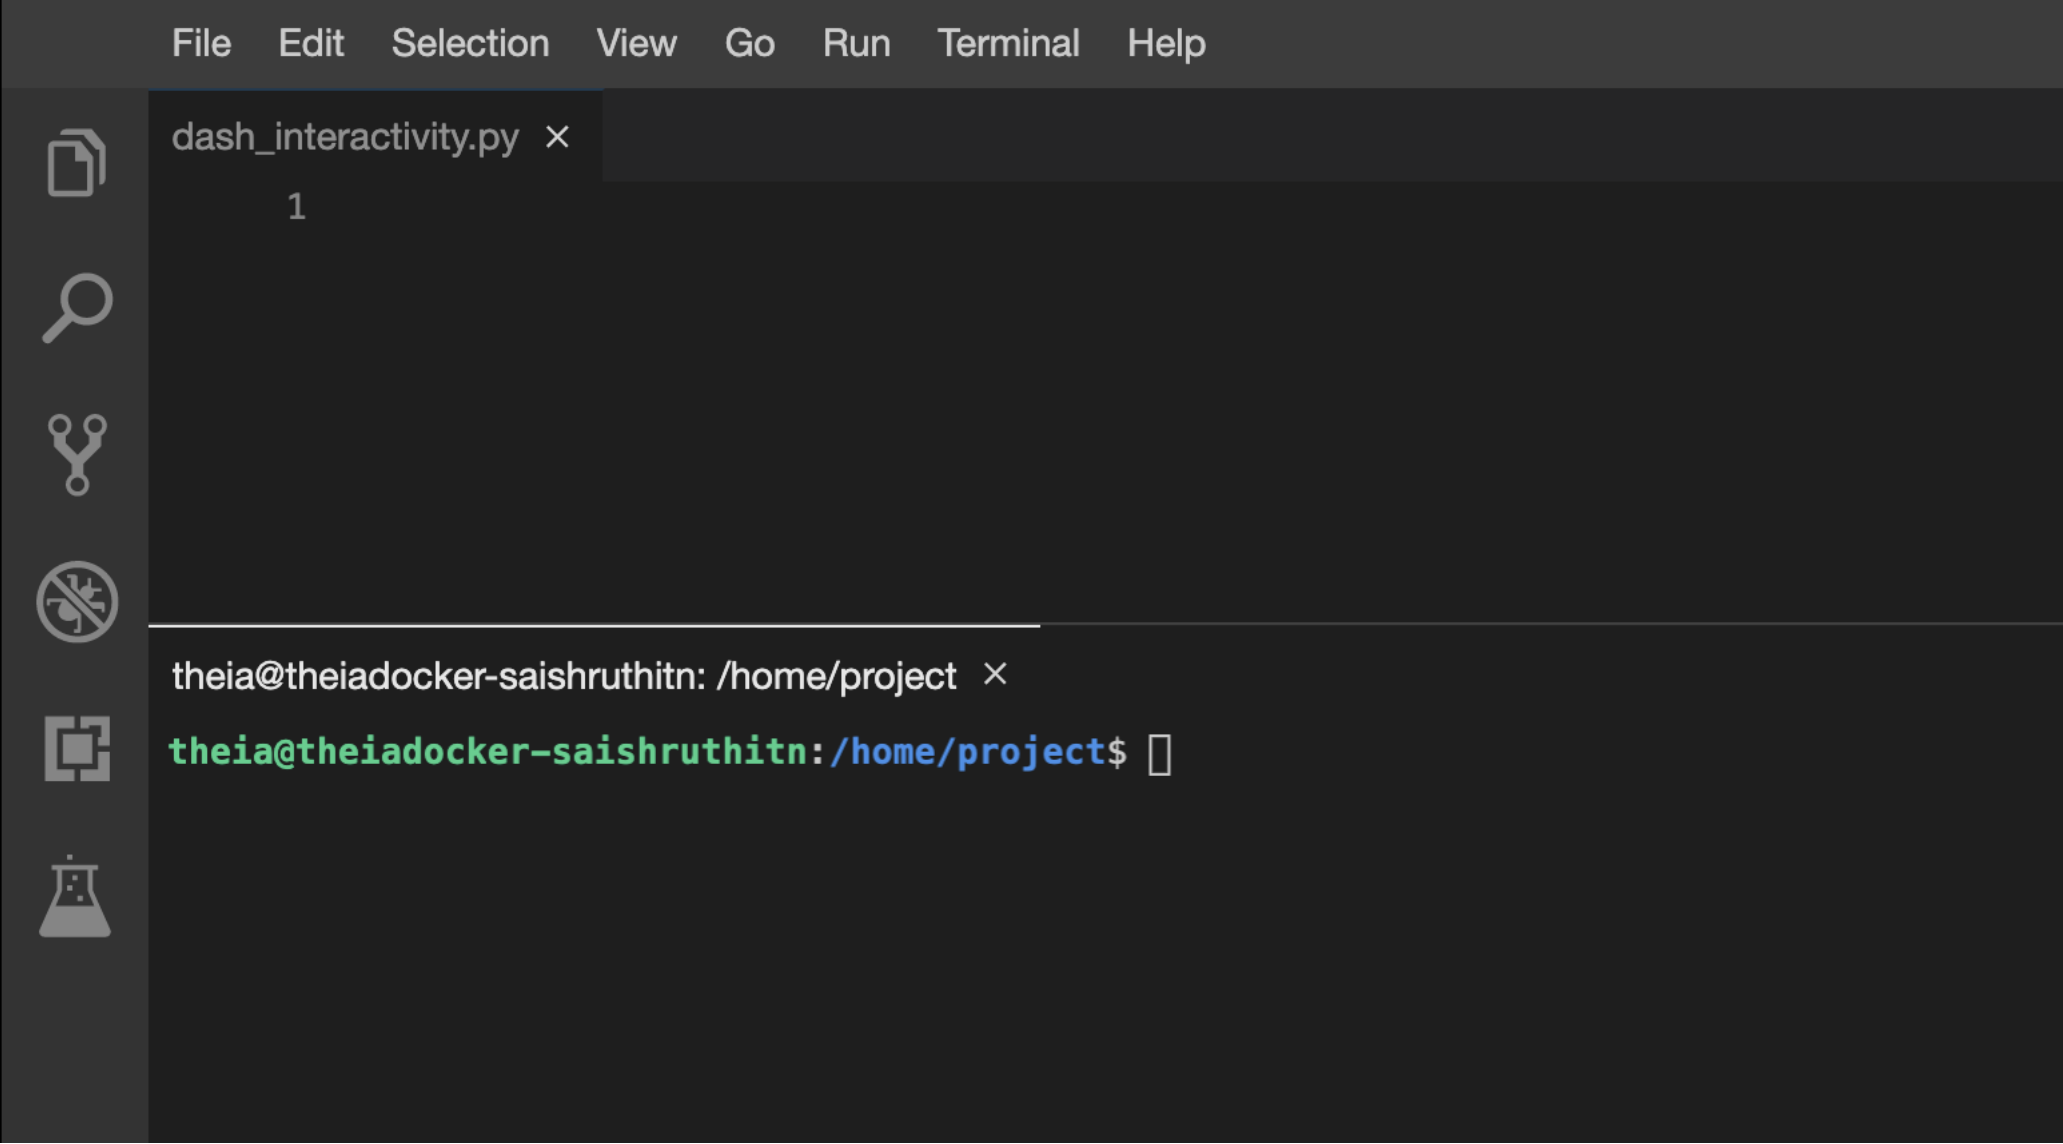 File Edit Selection View Go Run Terminal Help
dash_interactivity.py ×
1
theia@theiadocker-saishruthitn: /home/project ×
theia@theiadocker-saishruthitn:/home/project$